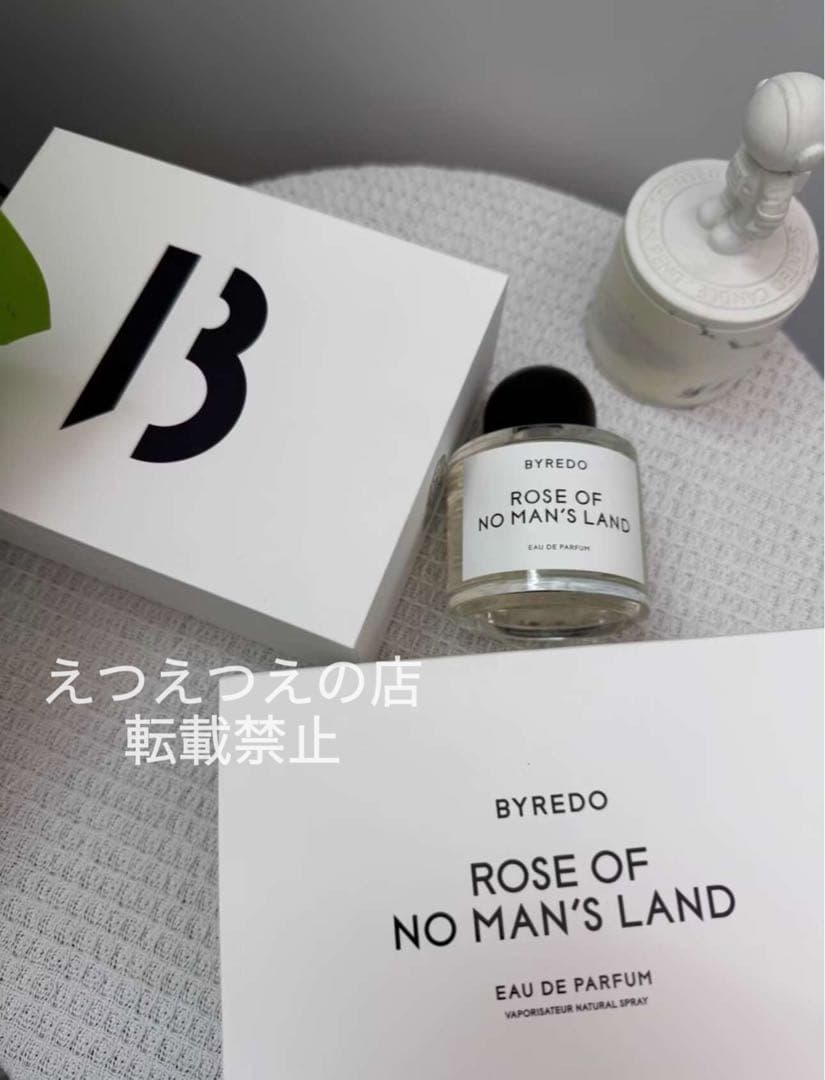 B
BYREDO
ROSE OF
NO MAN'S LAND
EAU DE PARFUM
えつえつえの店
転載禁止
BYREDO
ROSE OF
NO MAN'S LAND
EAU DE PARFUM
VAPORISATEUR NATURAL SPRAY